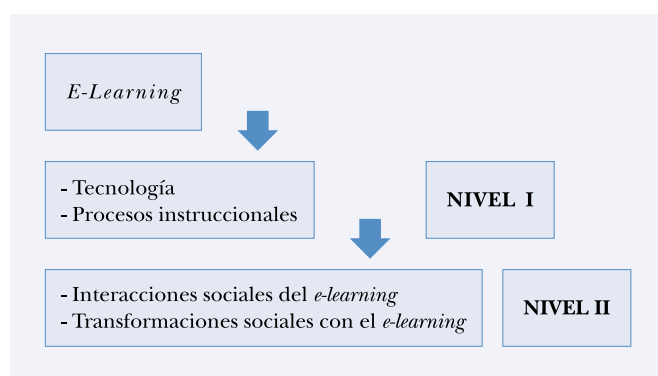 E-Learning
- Tecnología
- Procesos instruccionales
NIVEL I
- Interacciones sociales del e-learning
- Transformaciones sociales con el e-learning
NIVEL II